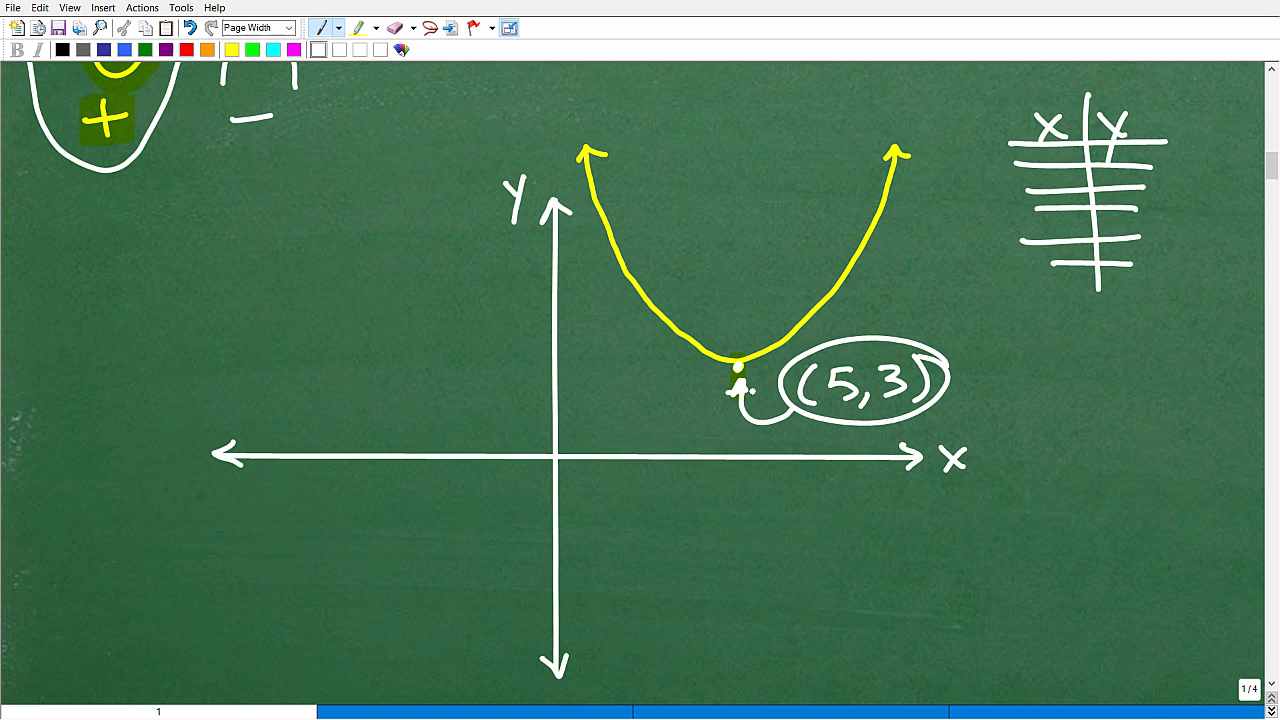 File Edit View Insert Actions Tools Help
Page Width
B I
+ −
x y
y
(5,3)
x
1/4
1